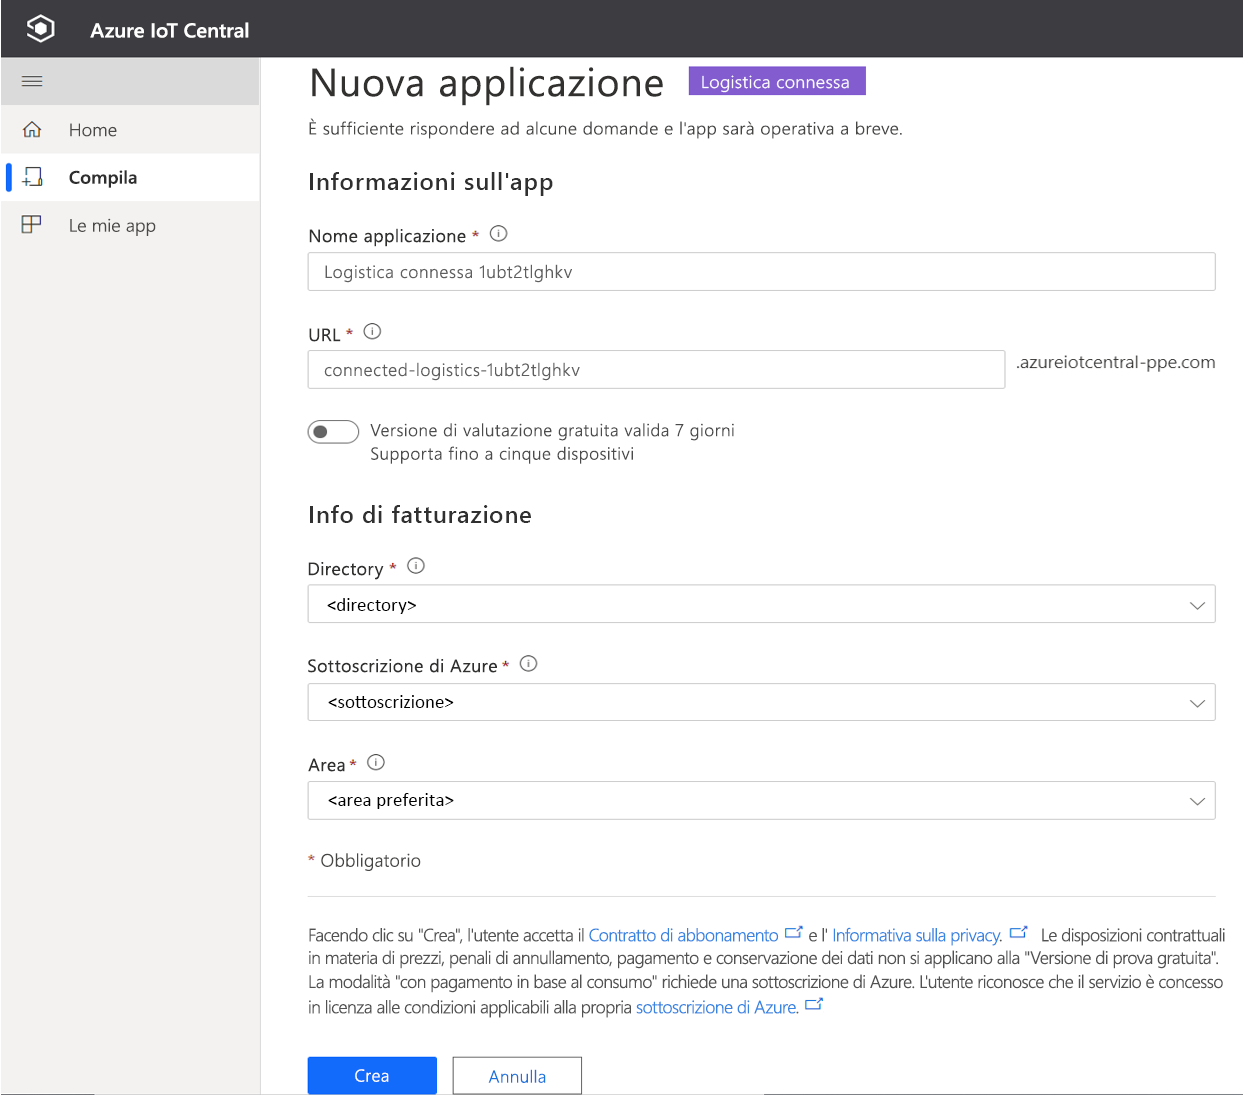 Azure IoT Central
Nuova applicazione
Logistica connessa
Home
Compila
Le mie app
È sufficiente rispondere ad alcune domande e l'app sarà operativa a breve.
Informazioni sull'app
Nome applicazione *
Logistica connessa 1ubt2tlghkv
URL *
connected-logistics-1ubt2tlghkv
.azureiotcentral-ppe.com
Versione di valutazione gratuita valida 7 giorni
Supporta fino a cinque dispositivi
Info di fatturazione
Directory *
<directory>
Sottoscrizione di Azure *
<sottoscrizione>
Area *
<area preferita>
* Obbligatorio
Facendo clic su "Crea", l'utente accetta il Contratto di abbonamento e l' Informativa sulla privacy. Le disposizioni contrattuali
in materia di prezzi, penali di annullamento, pagamento e conservazione dei dati non si applicano alla "Versione di prova gratuita".
La modalità "con pagamento in base al consumo" richiede una sottoscrizione di Azure. L'utente riconosce che il servizio è concesso
in licenza alle condizioni applicabili alla propria sottoscrizione di Azure.
Crea
Annulla